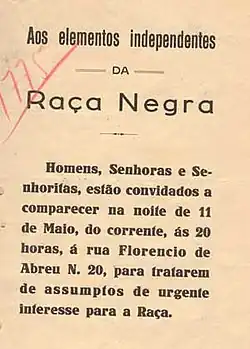 Aos elementos independentes
DA
Raça Negra
1775
Homens, Senhoras e Se-
nhoritas, estão convidados a
comparecer na noite de 11
de Maio, do corrente, ás 20
horas, á rua Florencio de
Abreu N. 20, para tratarem
de assumptos de urgente
interesse para a Raça.